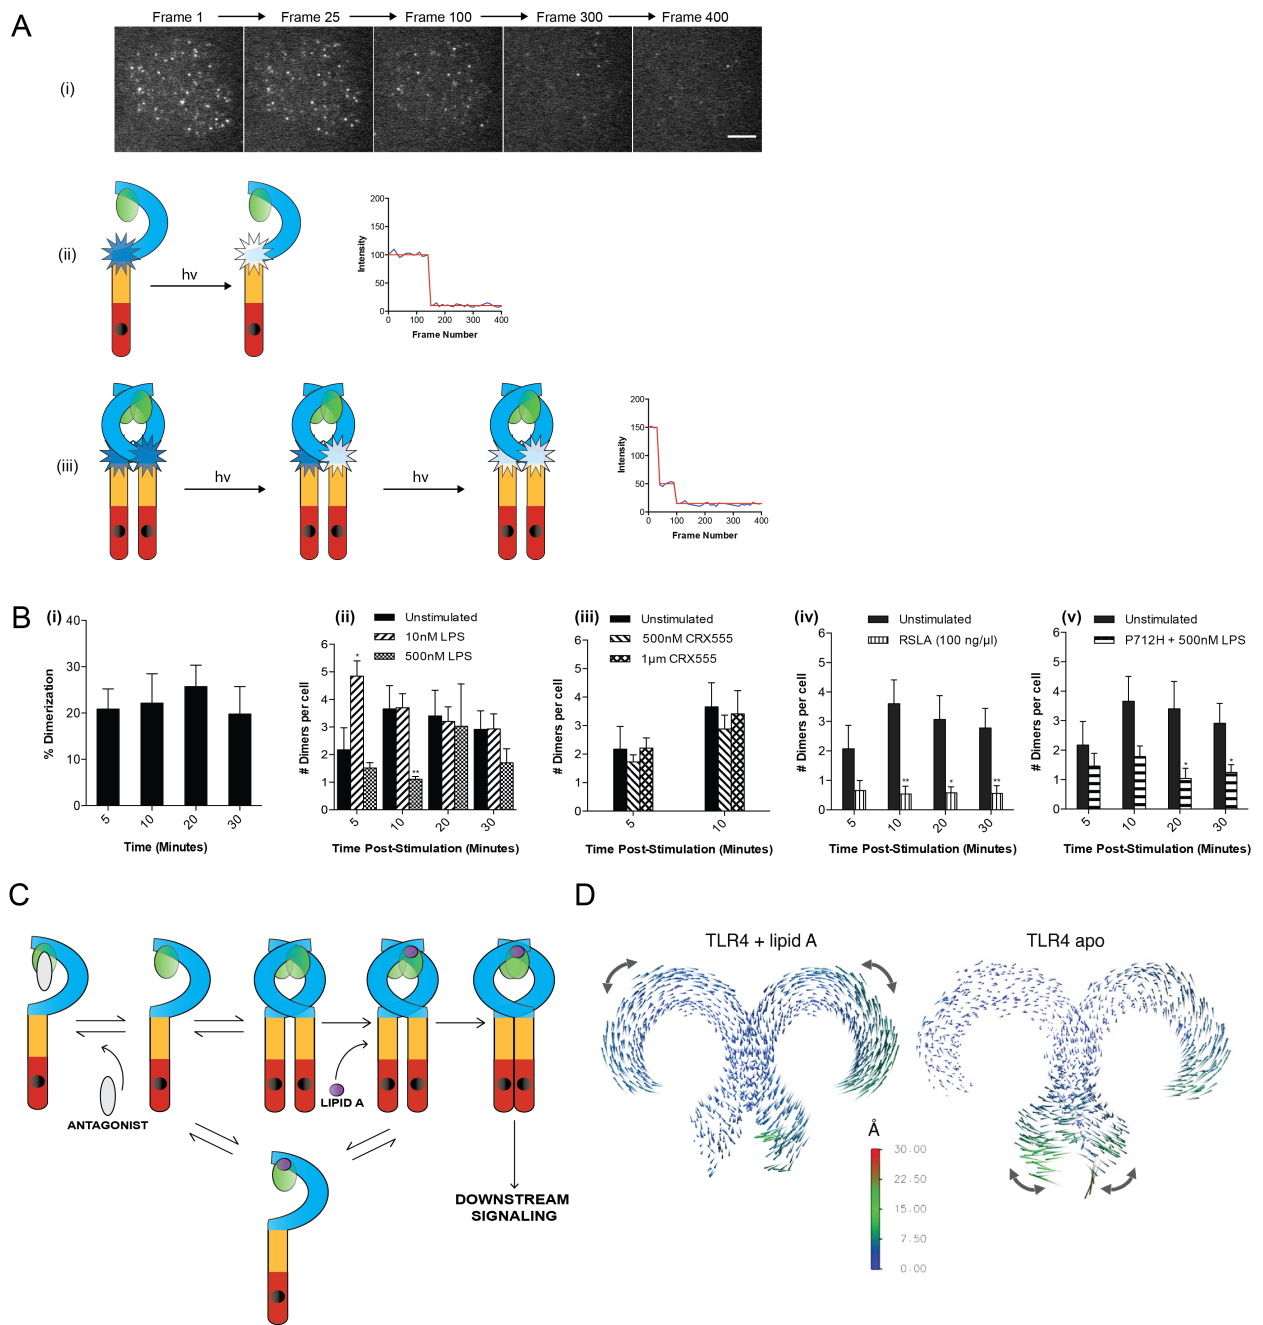 A
Frame 1
Frame 25
Frame 100
Frame 300
Frame 400
(i)
(ii)
hv
200
150
100
50
0
Intensity
0 100 200 300 400
Frame Number
(iii)
hv
hv
200
150
100
50
0
Intensity
0 100 200 300 400
Frame Number
B
(i)
40
30
20
10
0
% Dimerization
5 10 20 30
Time (Minutes)
(ii)
Unstimulated
10nM LPS
500nM LPS
6
5
4
3
2
1
0
# Dimers per cell
*
**
5 10 20 30
Time Post-Stimulation (Minutes)
(iii)
Unstimulated
500nM CRX555
1µm CRX555
6
5
4
3
2
1
0
# Dimers per cell
5 10
Time Post-Stimulation (Minutes)
(iv)
Unstimulated
RSLA (100 ng/µl)
6
5
4
3
2
1
0
# Dimers per cell
** * **
5 10 20 30
Time Post-Stimulation (Minutes)
(v)
Unstimulated
P712H + 500nM LPS
6
5
4
3
2
1
0
# Dimers per cell
* *
5 10 20 30
Time Post-Stimulation (Minutes)
C
ANTAGONIST
LIPID A
DOWNSTREAM
SIGNALING
D
TLR4 + lipid A
TLR4 apo
Å
30.00
22.50
15.00
7.50
0.00